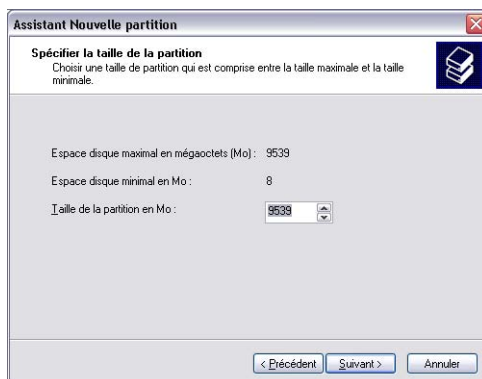 Assistant Nouvelle partition
Spécifier la taille de la partition
Choisir une taille de partition qui est comprise entre la taille maximale et la taille
minimale.
Espace disque maximal en mégaoctets (Mo) : 9539
Espace disque minimal en Mo : 8
Taille de la partition en Mo : 9539
< Précédent Suivant > Annuler